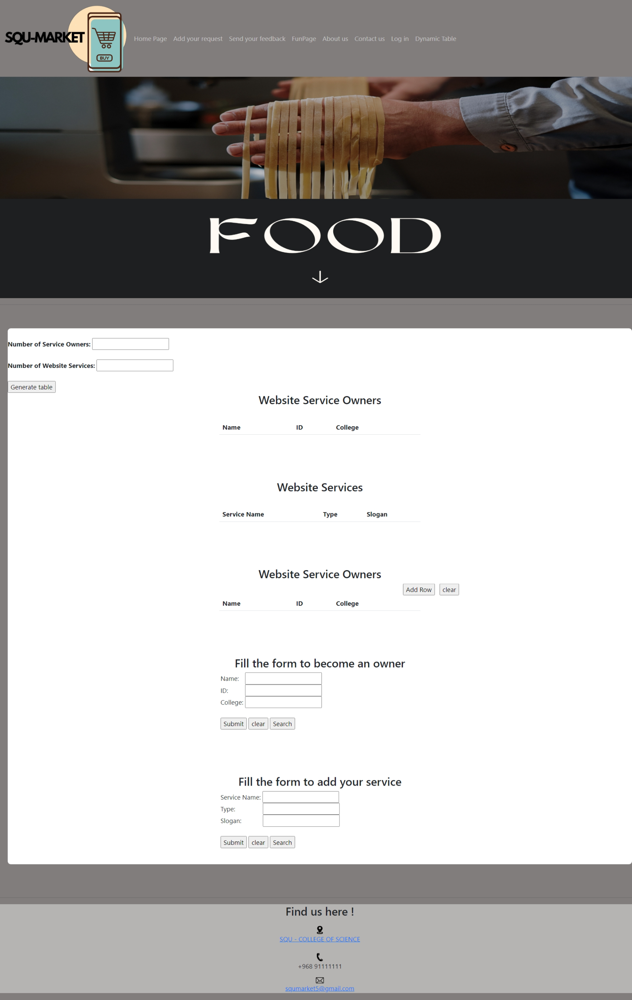 SQU-MARKET
BUY
Home Page Add your request Send your feedback FunPage About us Contact us Log in Dynamic Table
FOOD
Number of Service Owners:
Number of Website Services:
Generate table
Website Service Owners
Name ID College
Website Services
Service Name Type Slogan
Website Service Owners
Add Row clear
Name ID College
Fill the form to become an owner
Name:
ID:
College:
Submit clear Search
Fill the form to add your service
Service Name:
Type:
Slogan:
Submit clear Search
Find us here !
SQU - COLLEGE OF SCIENCE
+968 91111111
squmarket5@gmail.com